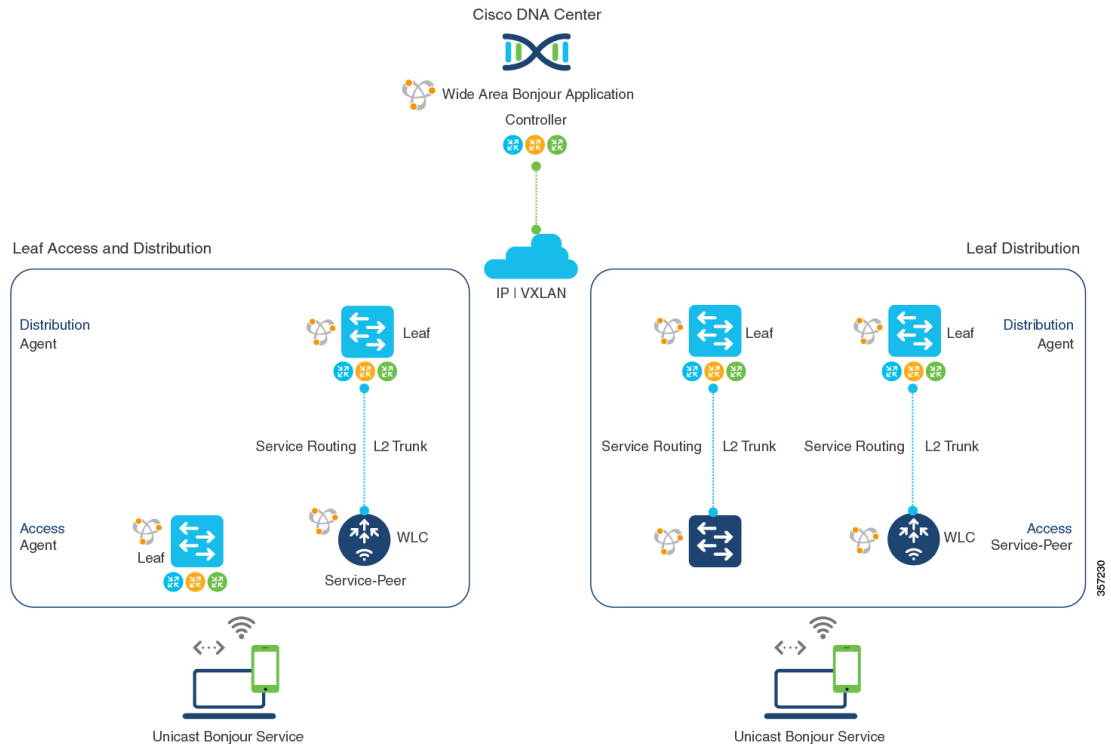 Cisco DNA Center
Wide Area Bonjour Application
Controller
IP | VXLAN
Leaf Access and Distribution
Distribution
Agent
Leaf
Service Routing
L2 Trunk
Access
Agent
Leaf
WLC
Service-Peer
Unicast Bonjour Service
Leaf Distribution
Leaf
Leaf
Distribution
Agent
Service Routing
L2 Trunk
Service Routing
L2 Trunk
WLC
Access
Service-Peer
Unicast Bonjour Service
357230